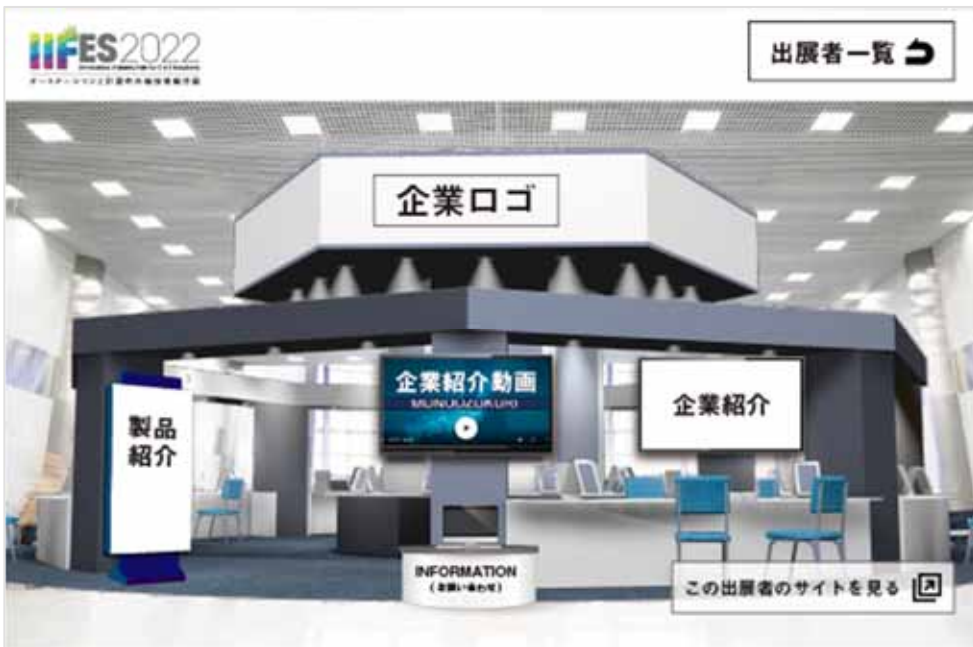 IIFES2022
出展者一覧
企業ロゴ
企業紹介動画
企業紹介
製品
紹介
INFORMATION
(お問い合わせ)
この出展者のサイトを見る